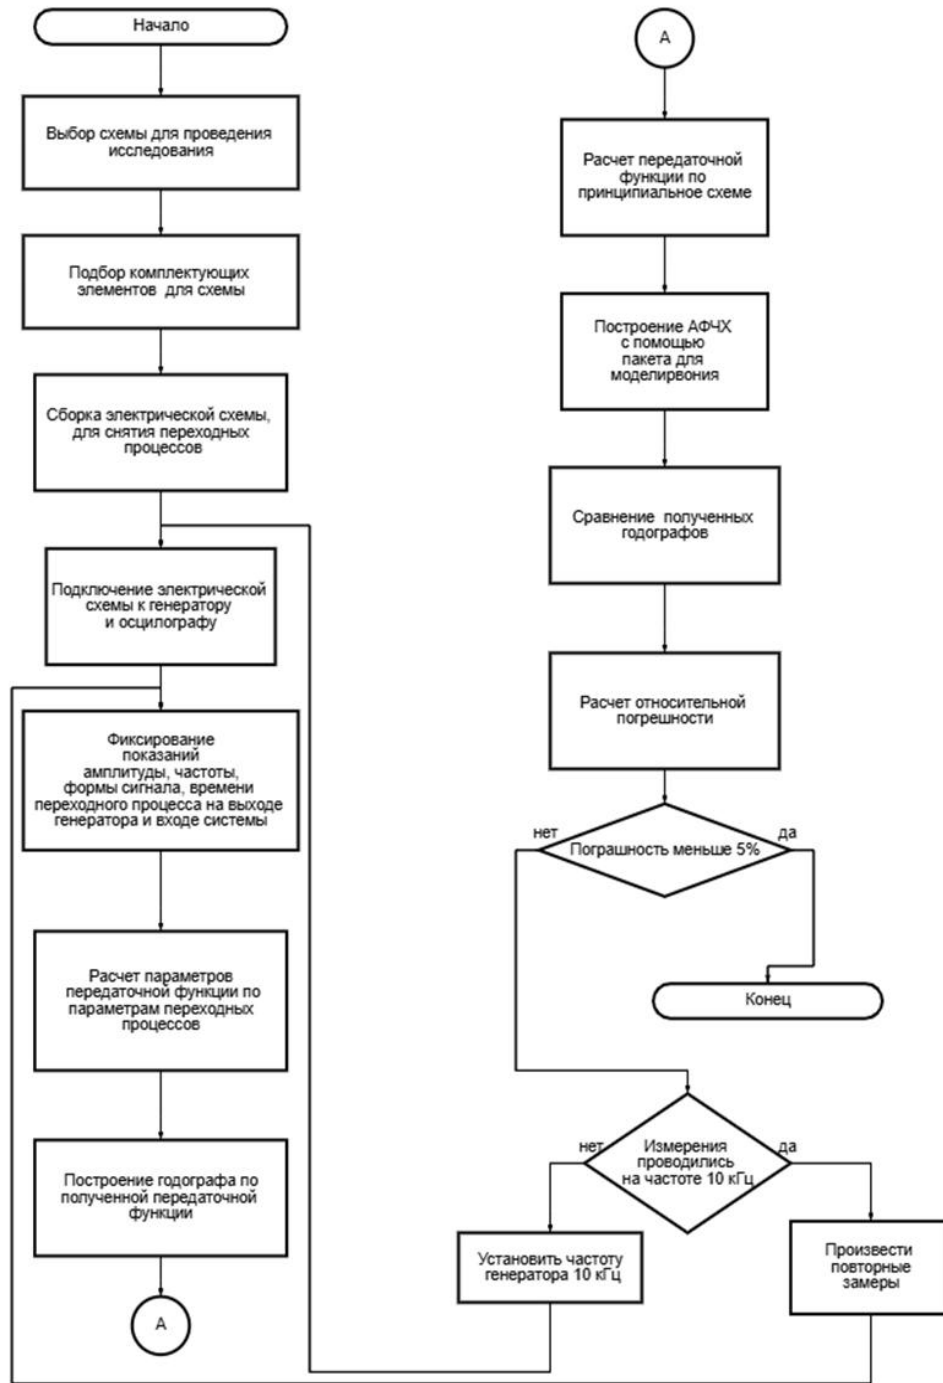 Начало
Выбор схемы для проведения
исследования
Подбор комплектующих
элементов для схемы
Сборка электрической схемы,
для снятия переходных
процессов
Подключение электрической
схемы к генератору
и осцилографу
Фиксирование
показаний
амплитуды, частоты,
формы сигнала, времени
переходного процесса на выходе
генератора и входе системы
Расчет параметров
передаточной функции по
параметрам переходных
процессов
Построение годографа по
полученной передаточной
функции
А
А
Расчет передаточной
функции по
принципиальное схеме
Построение АФЧХ
с помощью
пакета для
моделирвония
Сравнение полученных
годографов
Расчет относительной
погрешности
нет
да
Пограшность меньше 5%
Конец
нет
да
Измерения
проводились
на частоте 10 кГц
Установить частоту
генератора 10 кГц
Произвести
повторные
замеры